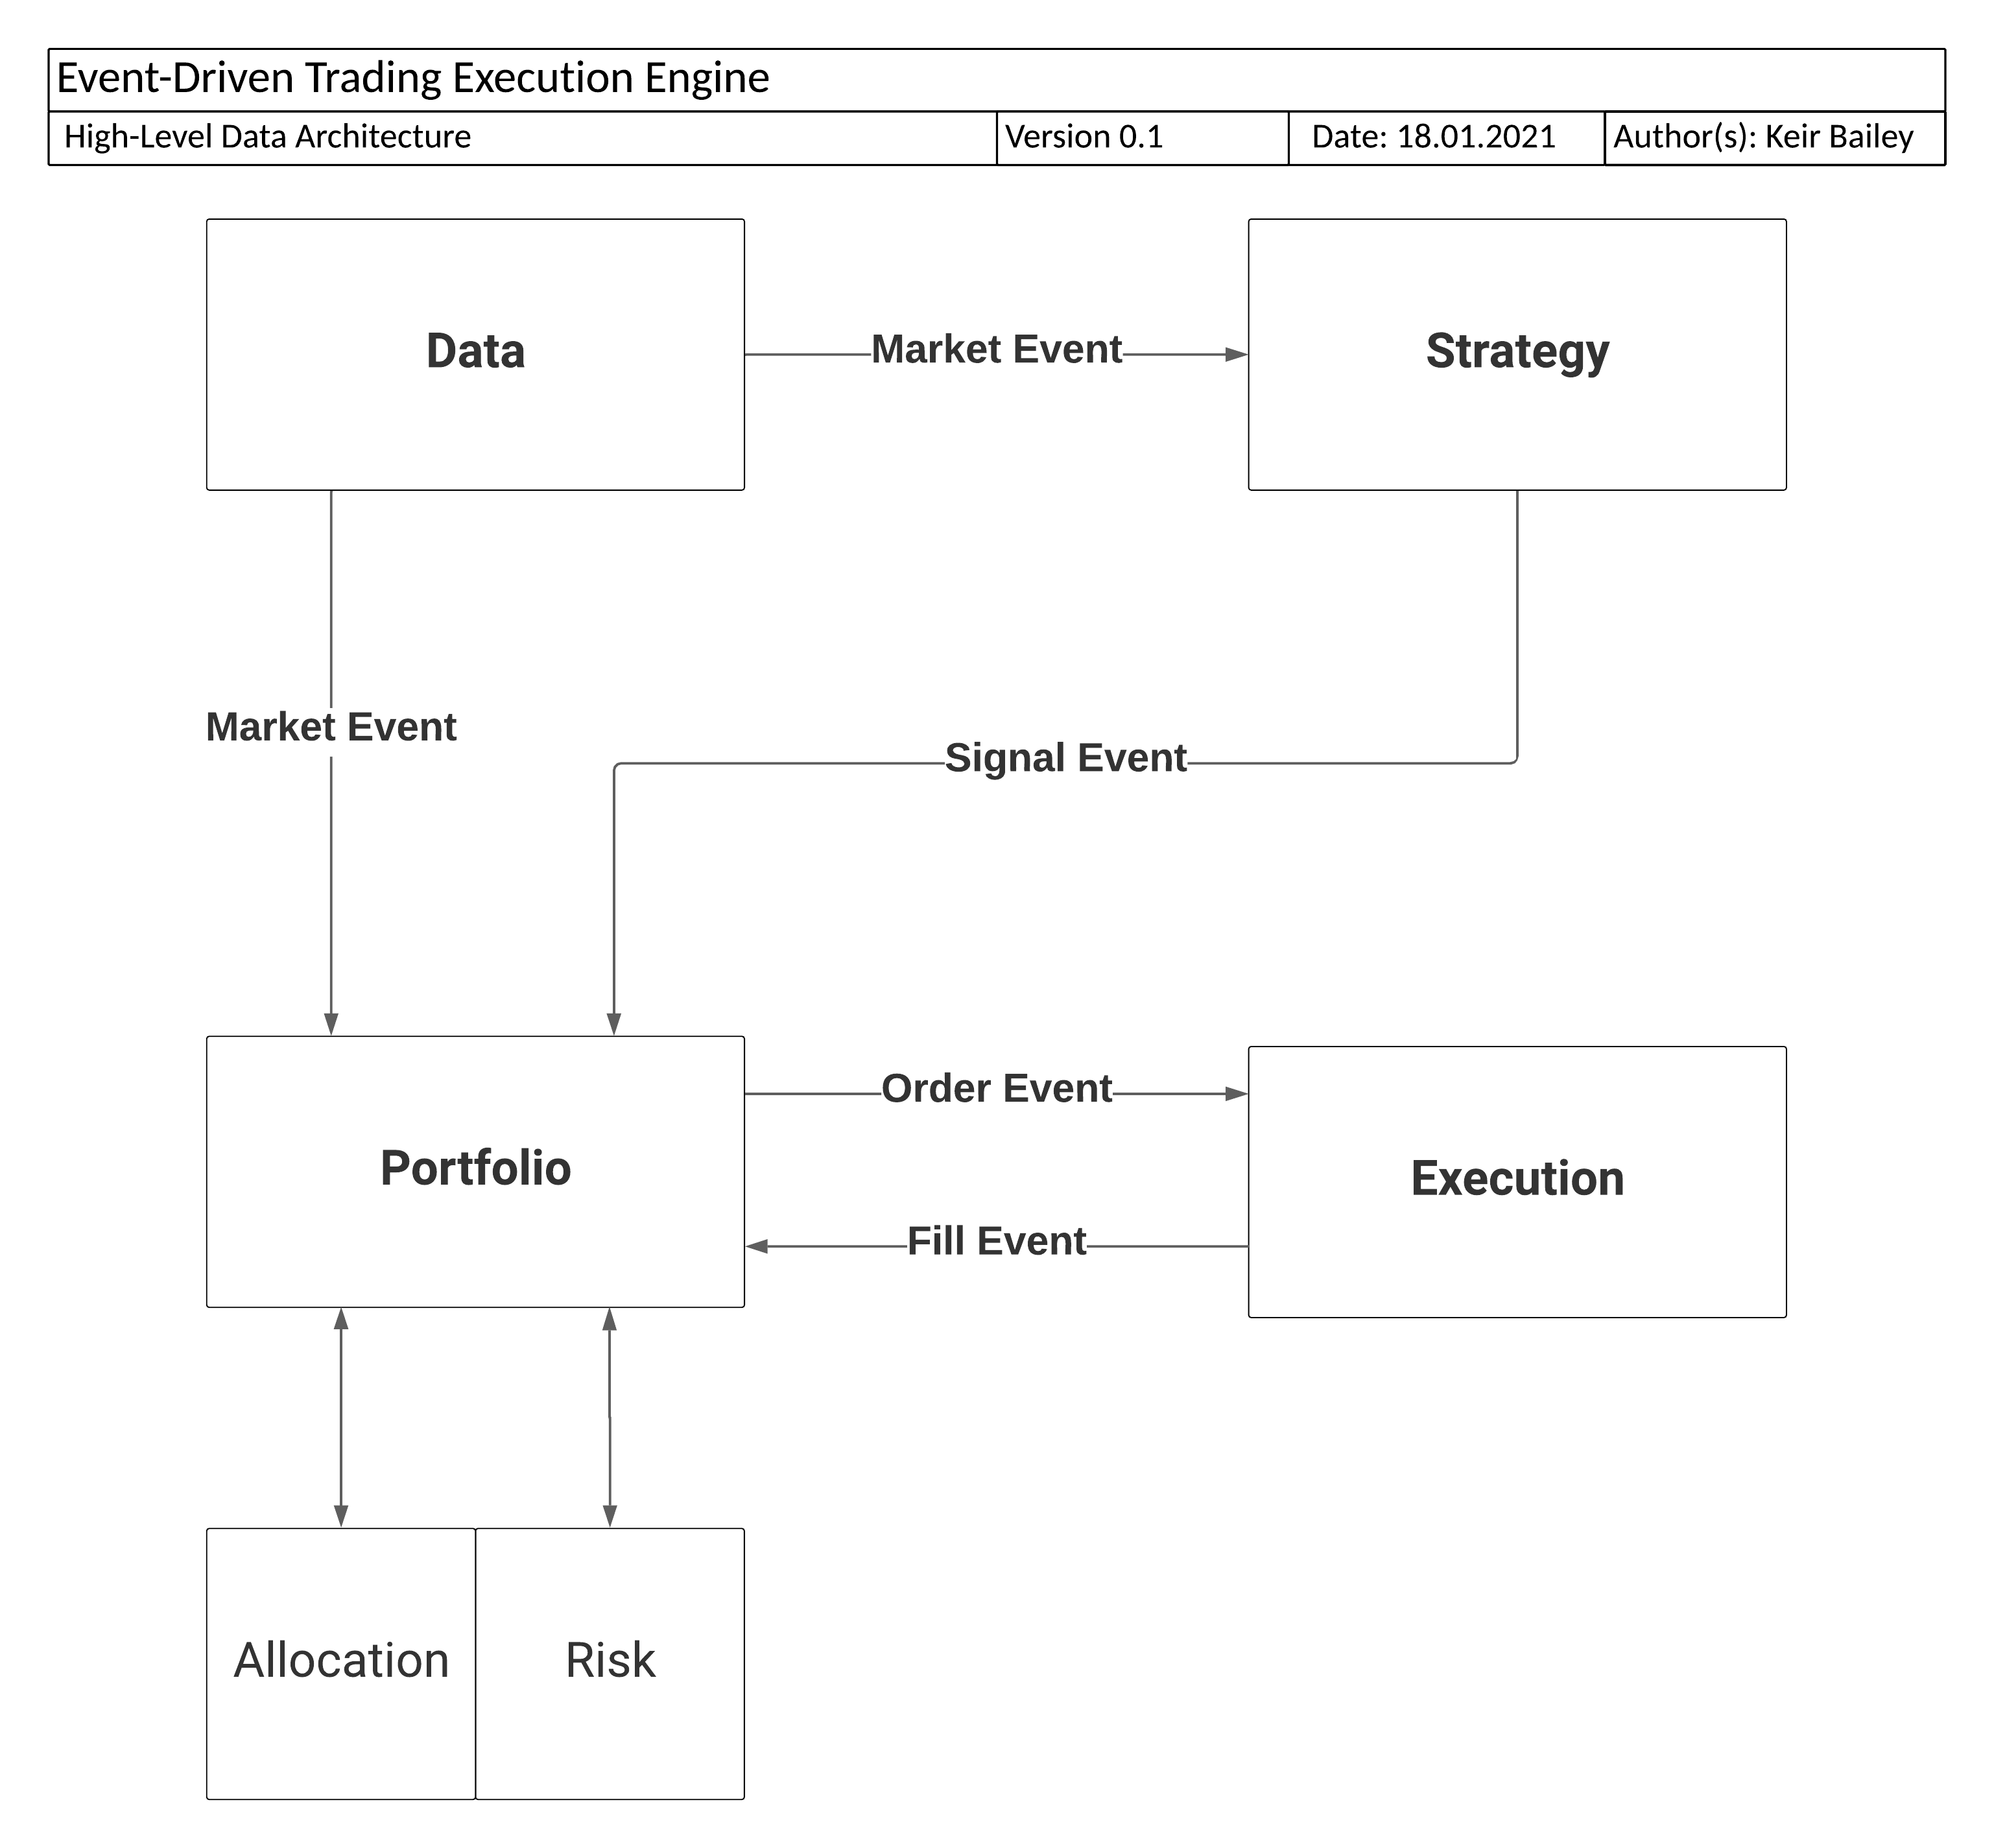 Event-Driven Trading Execution Engine
High-Level Data Architecture
Version 0.1
Date: 18.01.2021
Author(s): Keir Bailey
Data
Market Event
Strategy
Market Event
Signal Event
Portfolio
Order Event
Fill Event
Execution
Allocation
Risk